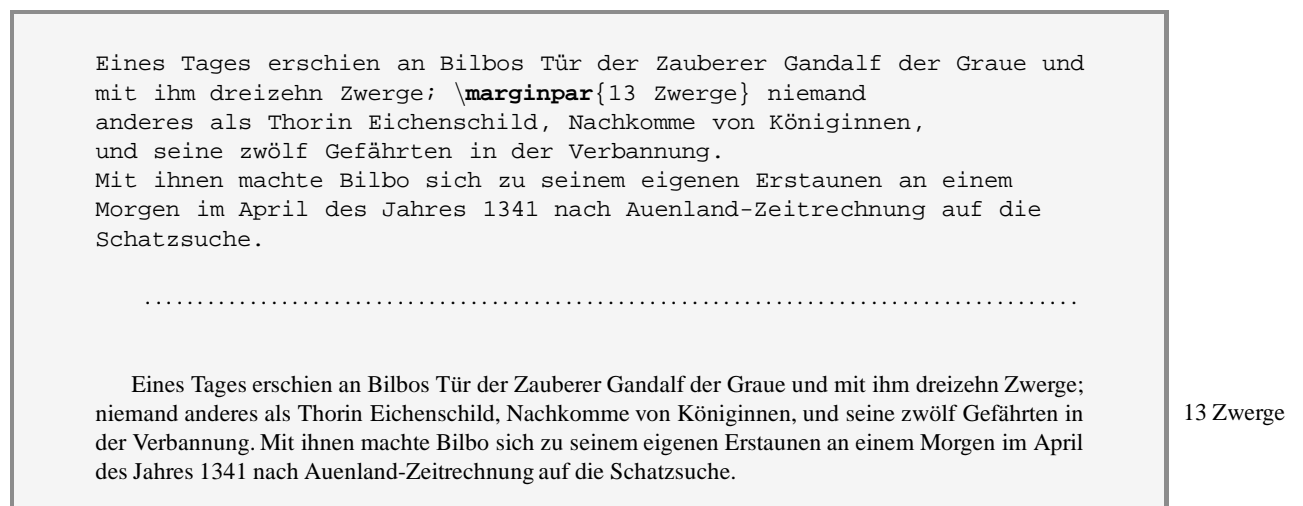 Eines Tages erschien an Bilbos Tür der Zauberer Gandalf der Graue und
mit ihm dreizehn Zwerge; \marginpar{13 Zwerge} niemand
anderes als Thorin Eichenschild, Nachkomme von Königinnen,
und seine zwölf Gefährten in der Verbannung.
Mit ihnen machte Bilbo sich zu seinem eigenen Erstaunen an einem
Morgen im April des Jahres 1341 nach Auenland-Zeitrechnung auf die
Schatzsuche.
Eines Tages erschien an Bilbos Tür der Zauberer Gandalf der Graue und mit ihm dreizehn Zwerge;
niemand anderes als Thorin Eichenschild, Nachkomme von Königinnen, und seine zwölf Gefährten in
13 Zwerge
der Verbannung. Mit ihnen machte Bilbo sich zu seinem eigenen Erstaunen an einem Morgen im April
des Jahres 1341 nach Auenland-Zeitrechnung auf die Schatzsuche.